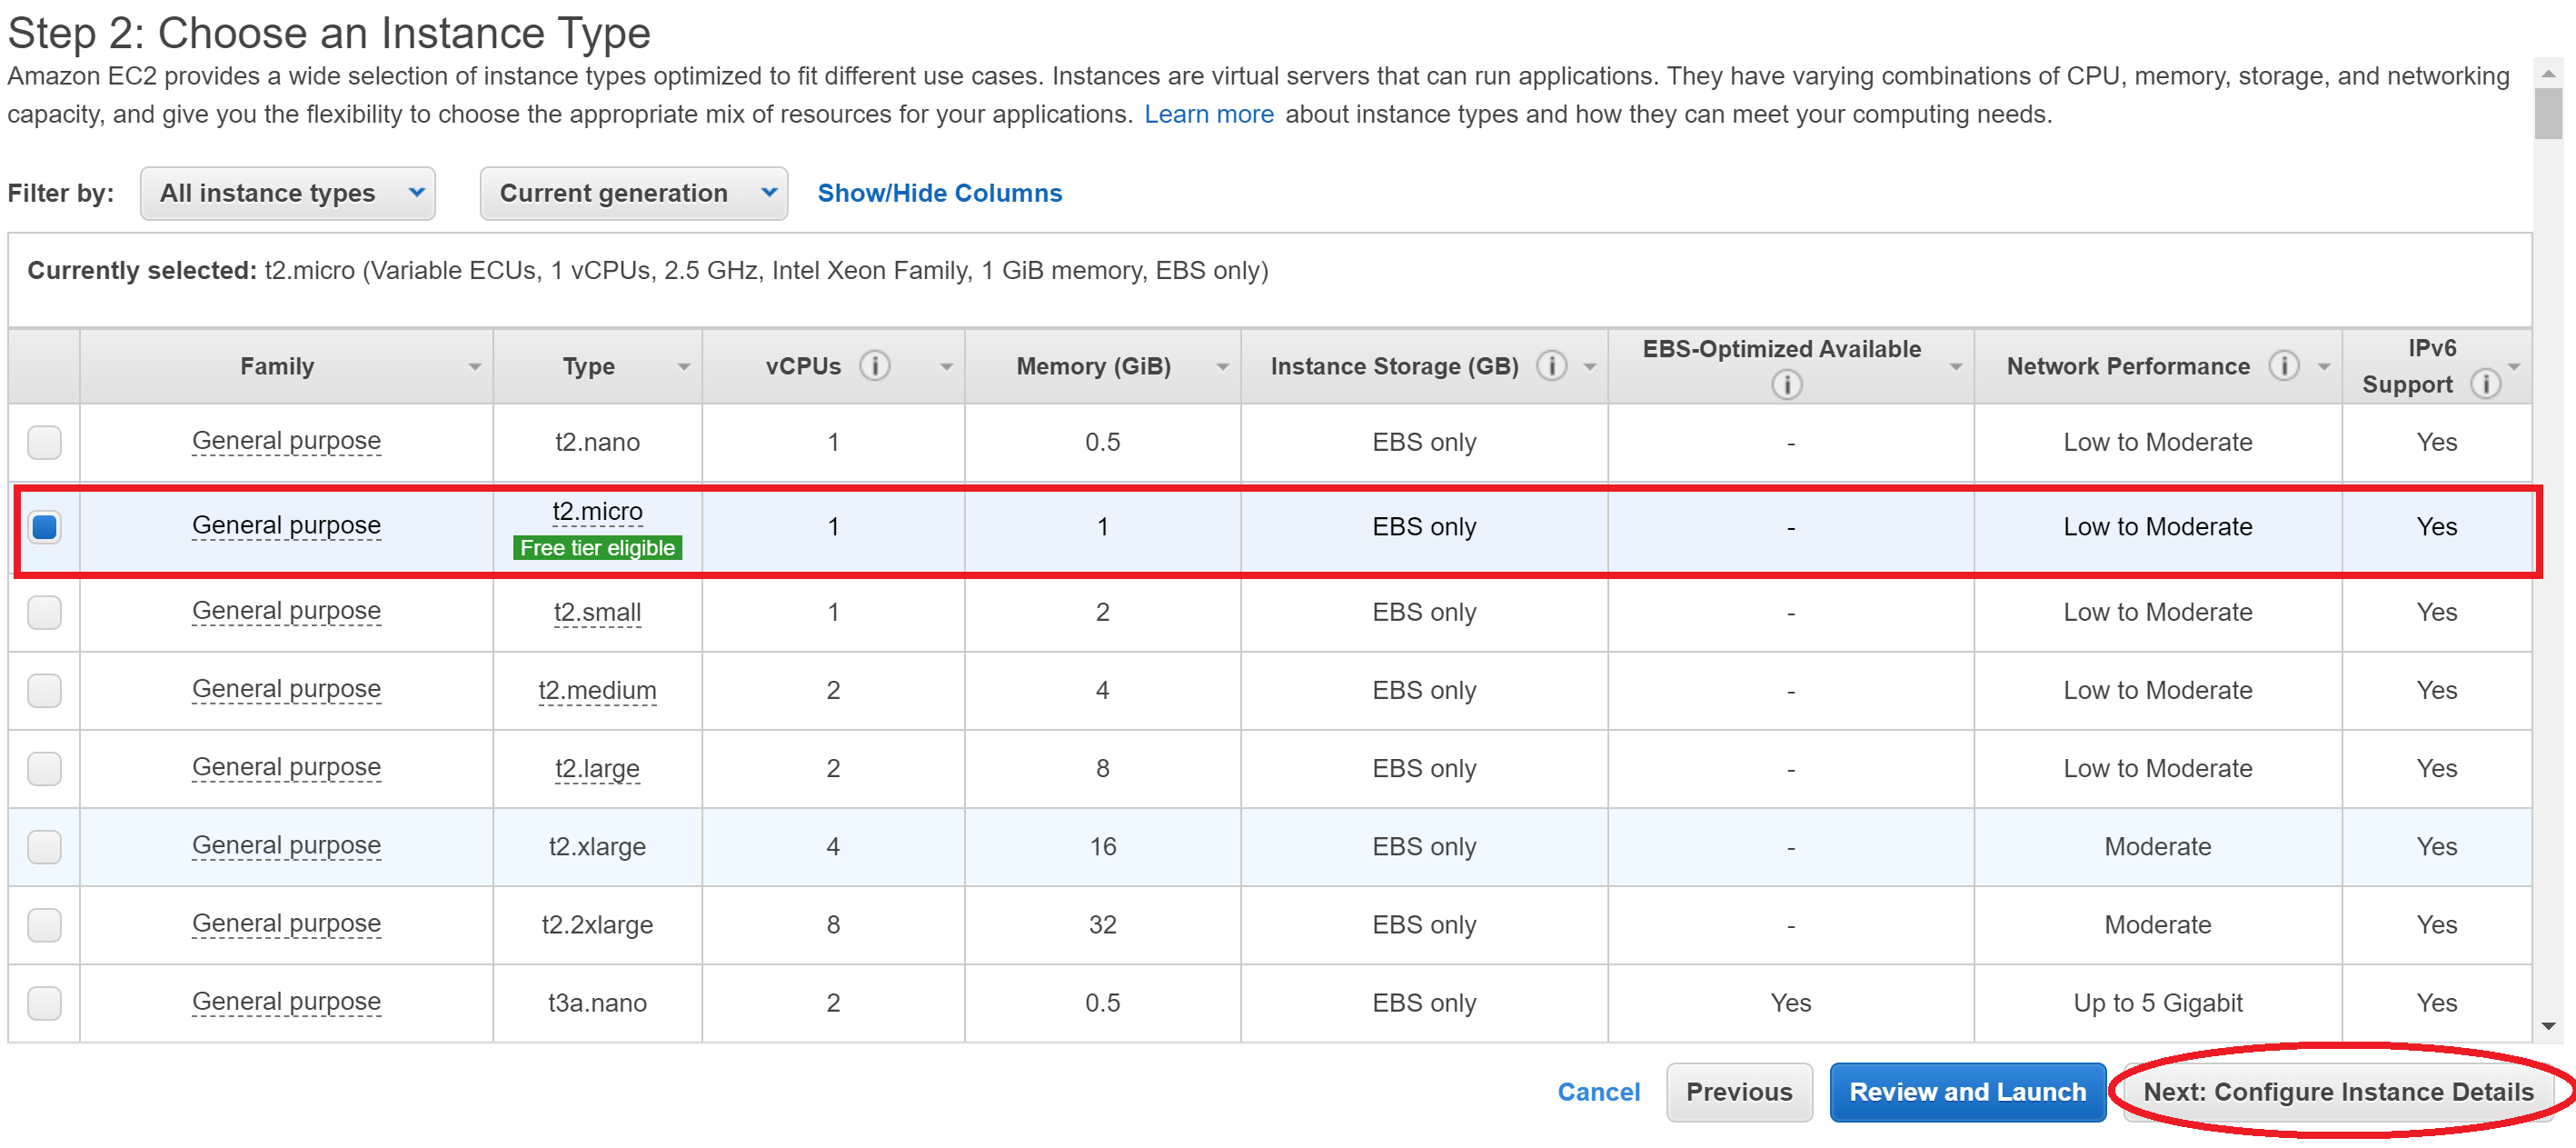 Step 2: Choose an Instance Type
Amazon EC2 provides a wide selection of instance types optimized to fit different use cases. Instances are virtual servers that can run applications. They have varying combinations of CPU, memory, storage, and networking
capacity, and give you the flexibility to choose the appropriate mix of resources for your applications. Learn more about instance types and how they can meet your computing needs.
Filter by: All instance types Current generation Show/Hide Columns
Currently selected: t2.micro (Variable ECUs, 1 vCPUs, 2.5 GHz, Intel Xeon Family, 1 GiB memory, EBS only)
Family Type vCPUs i Memory (GiB) Instance Storage (GB) i EBS-Optimized Available i Network Performance i IPv6 Support i
General purpose t2.nano 1 0.5 EBS only - Low to Moderate Yes
General purpose t2.micro 1 1 EBS only - Low to Moderate Yes
Free tier eligible
General purpose t2.small 1 2 EBS only - Low to Moderate Yes
General purpose t2.medium 2 4 EBS only - Low to Moderate Yes
General purpose t2.large 2 8 EBS only - Low to Moderate Yes
General purpose t2.xlarge 4 16 EBS only - Moderate Yes
General purpose t2.2xlarge 8 32 EBS only - Moderate Yes
General purpose t3a.nano 2 0.5 EBS only Yes Up to 5 Gigabit Yes
Cancel Previous Review and Launch Next: Configure Instance Details